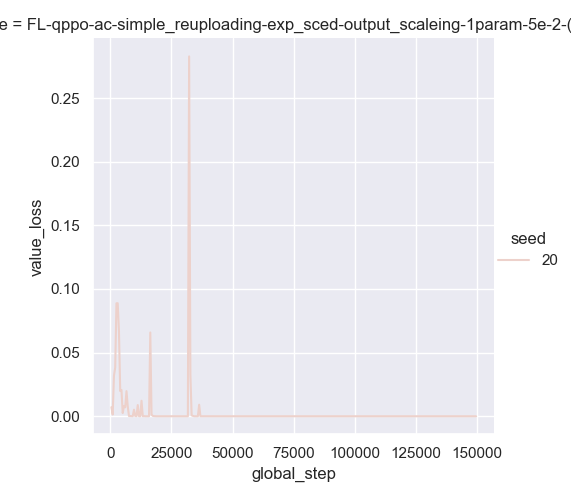 e = FL-qppo-ac-simple_reuploading-exp_sced-output_scaleing-1param-5e-2-(
0.25
0.20
0.15
0.10
0.05
0.00
value_loss
0 25000 50000 75000 100000 125000 150000
global_step
seed
20